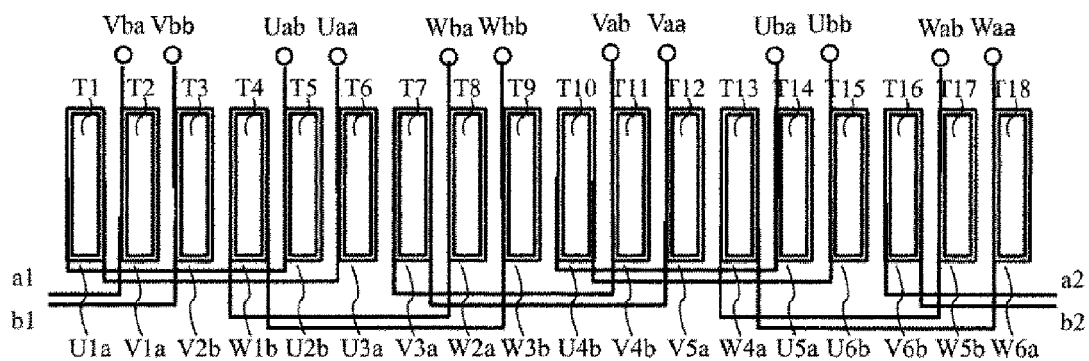 Vba Vbb Uab Uaa Wba Wbb Vab Vaa Uba Ubb Wab Waa
T1 T2 T3 T4 T5 T6 T7 T8 T9 T10 T11 T12 T13 T14 T15 T16 T17 T18
a1 a2
b1 b2
U1a V1a V2b W1b U2b U3a V3a W2a W3b U4b V4b V5a W4a U5a U6b V6b W5b W6a